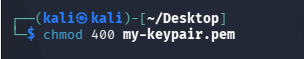 ┌──(kali㉿kali)-[~/Desktop]
└─$ chmod 400 my-keypair.pem